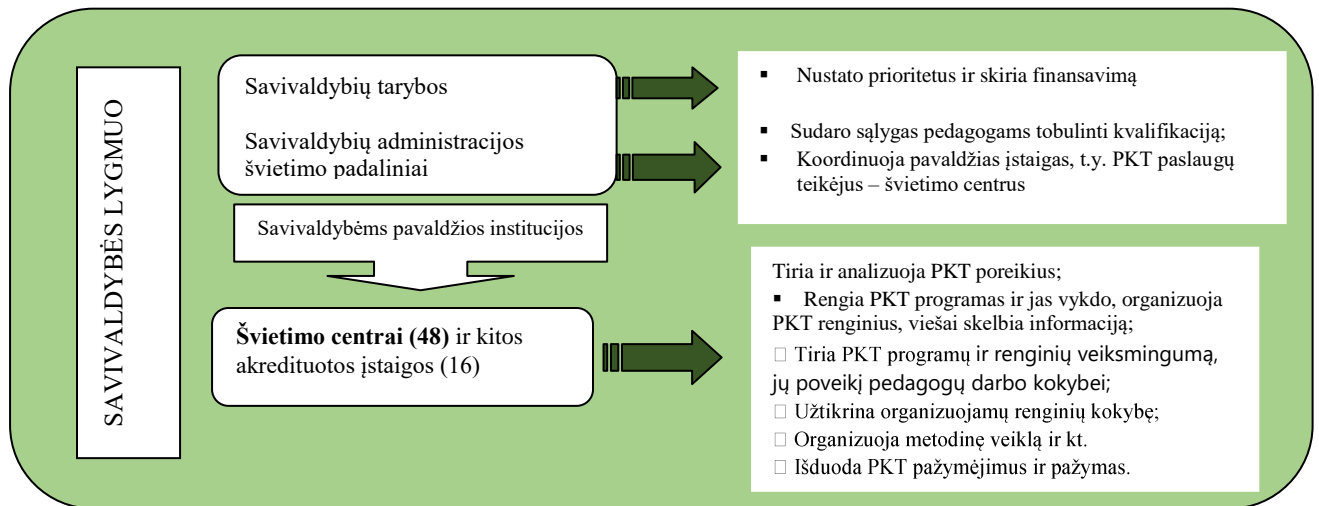 SAVIVALDYBĖS LYGMUO
Savivaldybių tarybos
Savivaldybių administracijos
švietimo padaliniai
▪ Nustato prioritetus ir skiria finansavimą
▪ Sudaro sąlygas pedagogams tobulinti kvalifikaciją;
▪ Koordinuoja pavaldžias įstaigas, t.y. PKT paslaugų
teikėjus – švietimo centrus
Savivaldybėms pavaldžios institucijos
Švietimo centrai (48) ir kitos
akredituotos įstaigos (16)
Tiria ir analizuoja PKT poreikius;
▪ Rengia PKT programas ir jas vykdo, organizuoja
PKT renginius, viešai skelbia informaciją;
□ Tiria PKT programų ir renginių veiksmingumą,
jų poveikį pedagogų darbo kokybei;
□ Užtikrina organizuojamų renginių kokybę;
□ Organizuoja metodinę veiklą ir kt.
□ Išduoda PKT pažymėjimus ir pažymas.